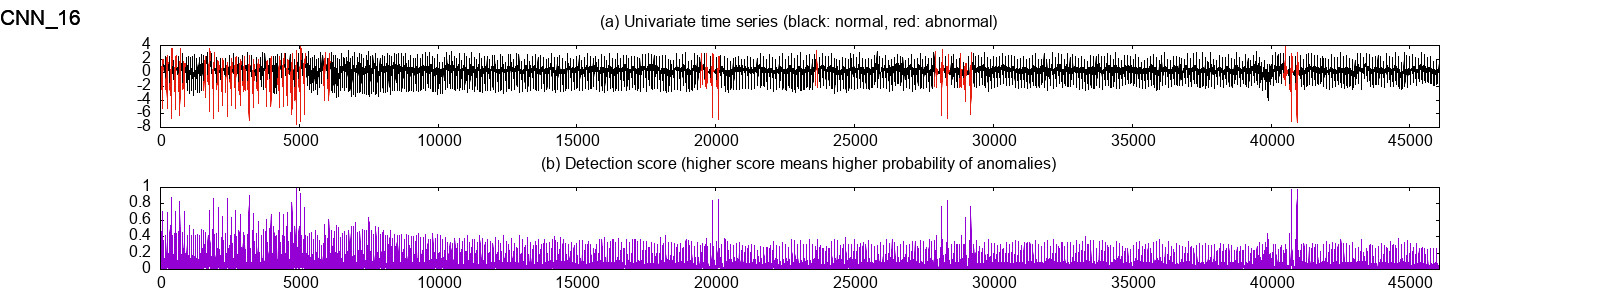 CNN_16
(a) Univariate time series (black: normal, red: abnormal)
4
2
0
-2
-4
-6
-8
0 5000 10000 15000 20000 25000 30000 35000 40000 45000
(b) Detection score (higher score means higher probability of anomalies)
1
0.8
0.6
0.4
0.2
0
0 5000 10000 15000 20000 25000 30000 35000 40000 45000